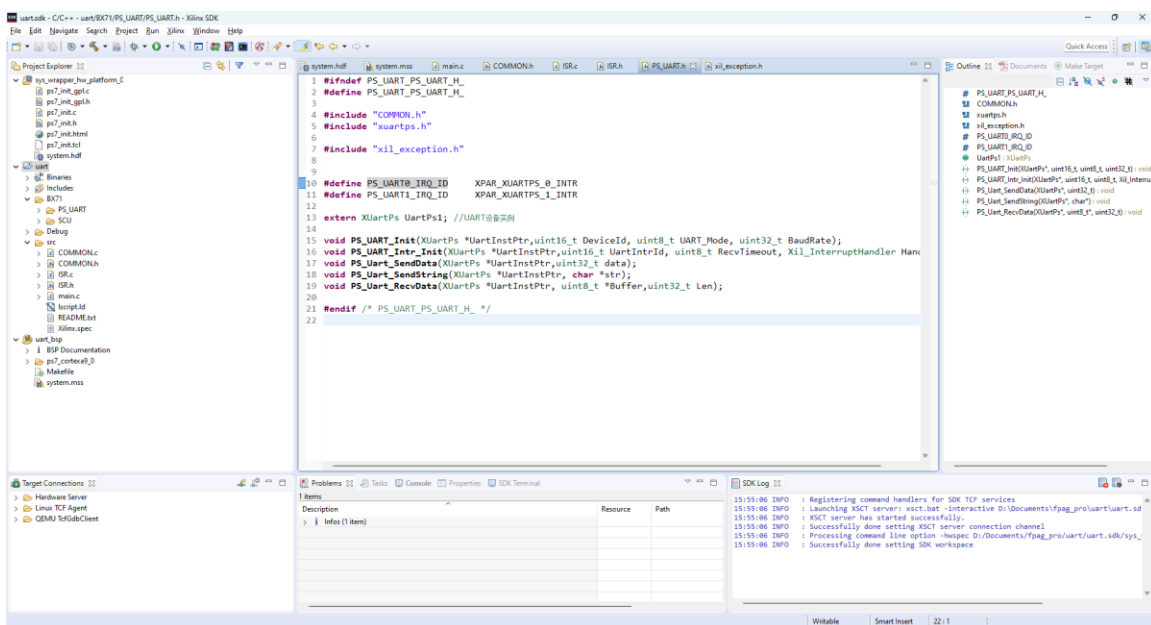 uart.sdk - C/C++ - uart/BX71/PS_UART/PS_UART.h - Xilinx SDK
File Edit Navigate Search Project Run Xilinx Window Help
Quick Access
Project Explorer
sys_wrapper_hw_platform_0
ps7_init_gpl.c
ps7_init_gpl.h
ps7_init.c
ps7_init.h
ps7_init.html
ps7_init.tcl
system.hdf
uart
Binaries
Includes
BX71
PS_UART
SCU
Debug
src
COMMON.c
COMMON.h
ISR.c
ISR.h
main.c
lscript.ld
README.txt
Xilinx.spec
uart_bsp
BSP Documentation
ps7_cortexa9_0
Makefile
system.mss
system.hdf system.mss main.c COMMON.h ISR.c ISR.h PS_UART.h xil_exception.h
1 #ifndef PS_UART_PS_UART_H_
2 #define PS_UART_PS_UART_H_
3
4 #include "COMMON.h"
5 #include "xuartps.h"
6
7 #include "xil_exception.h"
8
9
10 #define PS_UART0_IRQ_ID XPAR_XUARTPS_0_INTR
11 #define PS_UART1_IRQ_ID XPAR_XUARTPS_1_INTR
12
13 extern XUartPs UartPs1; //UART设备实例
14
15 void PS_UART_Init(XUartPs *UartInstPtr,uint16_t DeviceId, uint8_t UART_Mode, uint32_t BaudRate);
16 void PS_UART_Intr_Init(XUartPs *UartInstPtr,uint16_t UartIntrId, uint8_t RecvTimeout, Xil_InterruptHandler Hand
17 void PS_Uart_SendData(XUartPs *UartInstPtr,uint32_t data);
18 void PS_Uart_SendString(XUartPs *UartInstPtr, char *str);
19 void PS_Uart_RecvData(XUartPs *UartInstPtr, uint8_t *Buffer,uint32_t Len);
20
21 #endif /* PS_UART_PS_UART_H_ */
22
Outline Documents Make Target
PS_UART_PS_UART_H_
COMMON.h
xuartps.h
xil_exception.h
PS_UART0_IRQ_ID
PS_UART1_IRQ_ID
UartPs1 : XUartPs
PS_UART_Init(XUartPs*, uint16_t, uint8_t, uint32_t) : void
PS_UART_Intr_Init(XUartPs*, uint16_t, uint8_t, Xil_Interru
PS_Uart_SendData(XUartPs*, uint32_t) : void
PS_Uart_SendString(XUartPs*, char*) : void
PS_Uart_RecvData(XUartPs*, uint8_t*, uint32_t) : void
Target Connections
Hardware Server
Linux TCF Agent
QEMU TcfGdbClient
Problems Tasks Console Properties SDK Terminal
1 items
Description Resource Path
Infos (1 item)
SDK Log
15:55:06 INFO : Registering command handlers for SDK TCF services
15:55:06 INFO : Launching XSCT server: xsct.bat -interactive D:\Documents\fpag_pro\uart\uart.sd
15:55:06 INFO : XSCT server has started successfully.
15:55:06 INFO : Successfully done setting XSCT server connection channel
15:55:06 INFO : Processing command line option -hwspec D:/Documents/fpag_pro/uart/uart.sdk/sys_
15:55:06 INFO : Successfully done setting SDK workspace
Writable Smart Insert 22 : 1